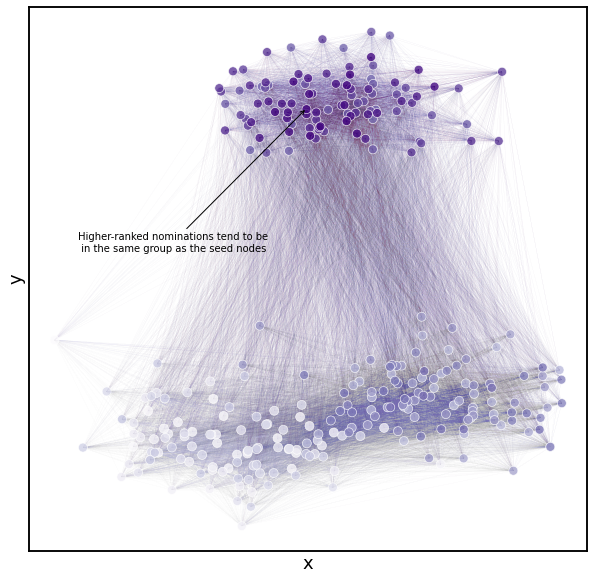 Higher-ranked nominations tend to be
in the same group as the seed nodes
y
x